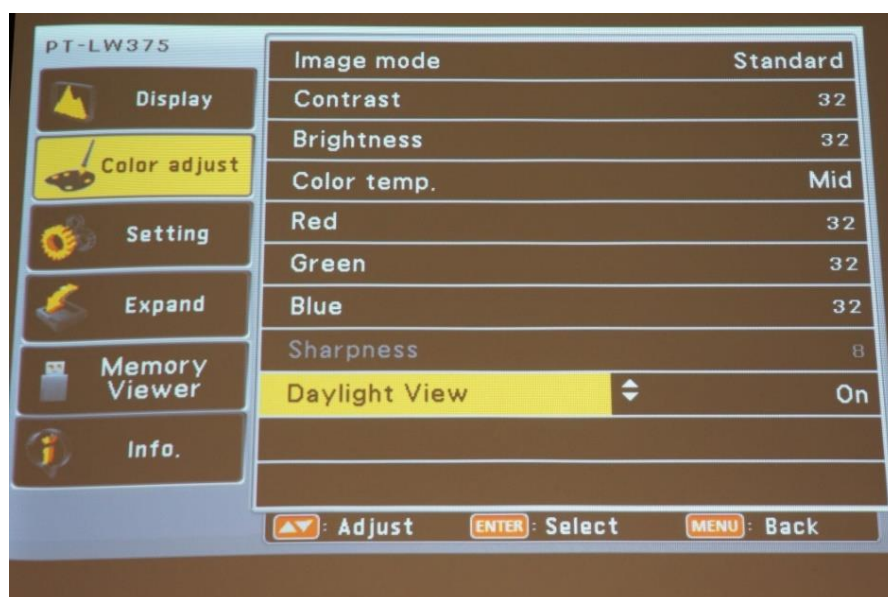 PT-LW375
Display
Color adjust
Setting
Expand
Memory
Viewer
Info.
Image mode Standard
Contrast 32
Brightness 32
Color temp. Mid
Red 32
Green 32
Blue 32
Sharpness 8
Daylight View On
: Adjust ENTER : Select MENU : Back